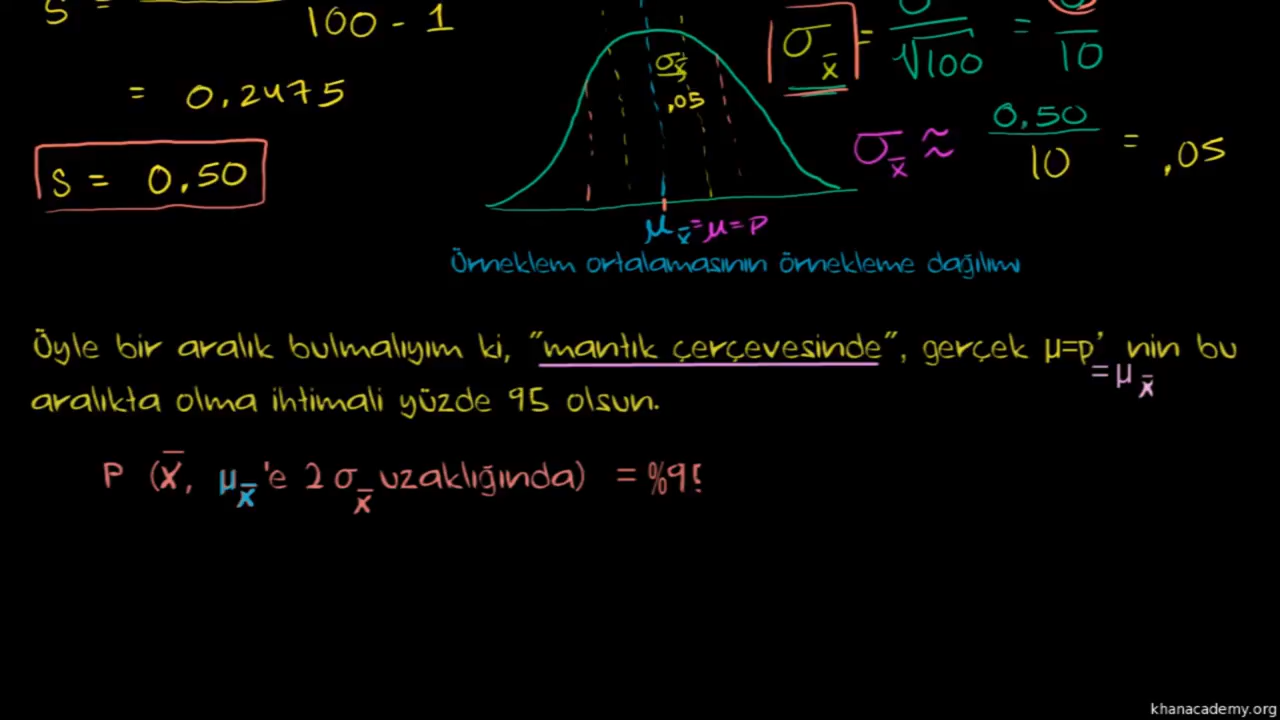 S =
100 - 1
= 0,2475
S = 0,50
σx̄
,05
σx̄ = σ/√100 = σ/10
σx̄ ≈ 0,50/10 = ,05
μx̄ = μ = P
Örneklem ortalamasının örnekleme dağılımı
Öyle bir aralık bulmalıyım ki, "mantık çerçevesinde", gerçek μ=p' nin bu
= μx̄
aralıkta olma ihtimali yüzde 95 olsun.
P (x̄, μx̄'e 2 σx̄ uzaklığında) = %9
khanacademy.org